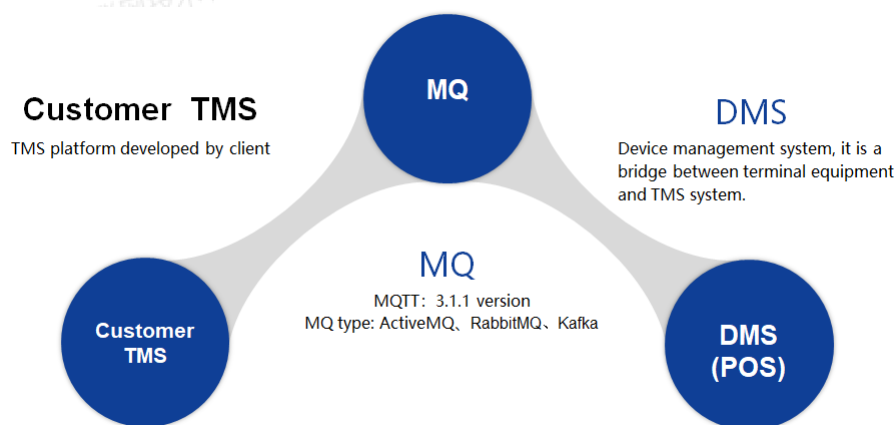 MQ
Customer TMS
TMS platform developed by client
DMS
Device management system, it is a
bridge between terminal equipment
and TMS system.
MQ
MQTT：3.1.1 version
MQ type: ActiveMQ、RabbitMQ、Kafka
Customer
TMS
DMS
(POS)